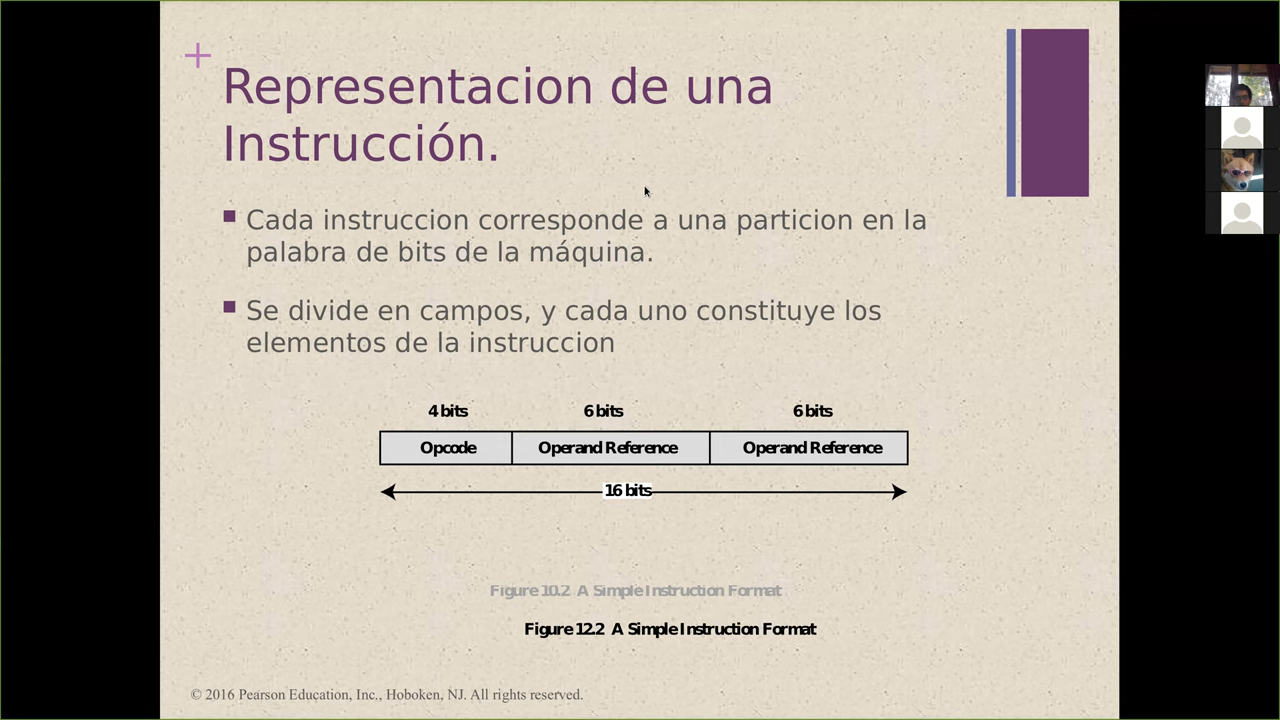 +
Representacion de una
Instrucción.
Cada instruccion corresponde a una particion en la
palabra de bits de la máquina.
Se divide en campos, y cada uno constituye los
elementos de la instruccion
4 bits 6 bits 6 bits
Opcode Operand Reference Operand Reference
16 bits
Figure 10.2 A Simple Instruction Format
Figure 12.2 A Simple Instruction Format
© 2016 Pearson Education, Inc., Hoboken, NJ. All rights reserved.